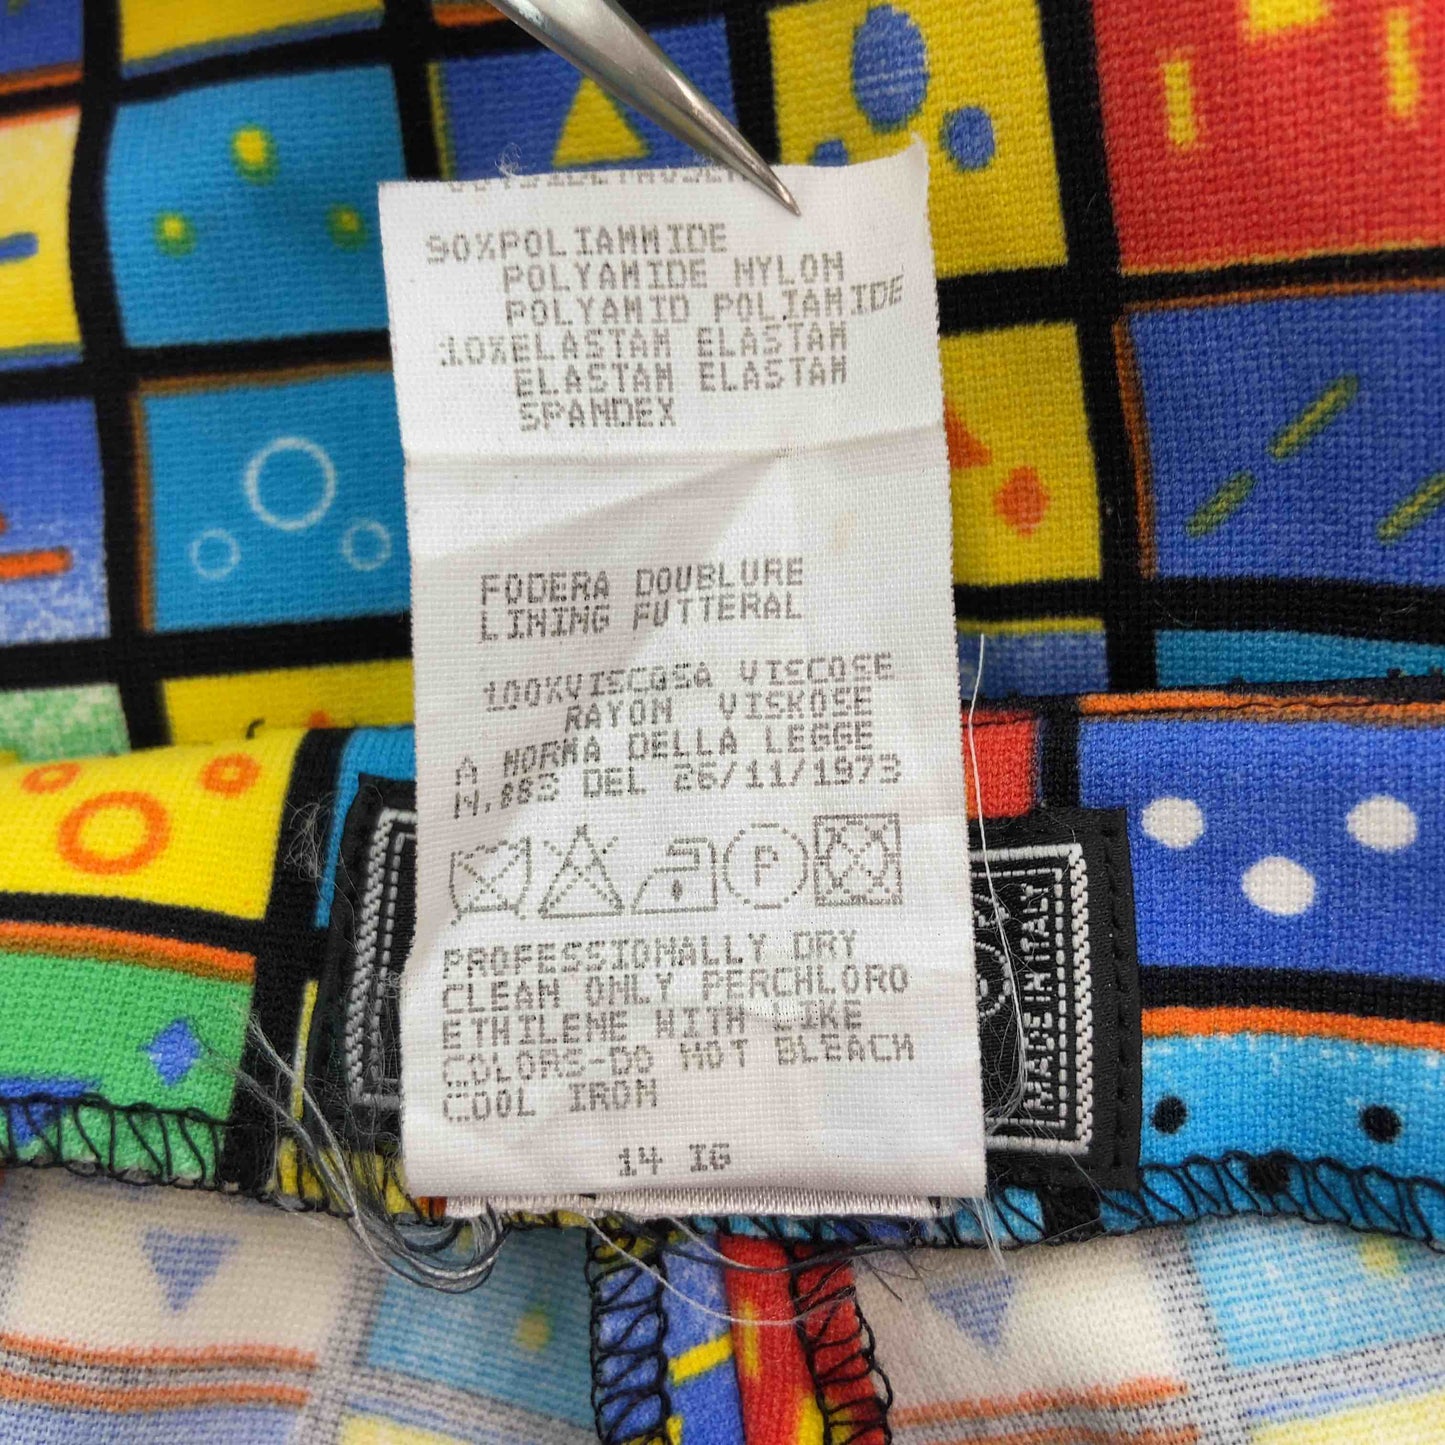 90%POLIAMMIDE
POLYAMIDE NYLON
POLYAMID POLIAMIDE
10%ELASTAN ELASTAN
ELASTAN ELASTAN
SPANDEX
FODERA DOUBLURE
LINING FUTTERAL
100%VISCOSA VISCOSE
RAYON VISKOSE
A NORMA DELLA LEGGE
N.883 DEL 26/11/1973
P
PROFESSIONALLY DRY
CLEAN ONLY PERCHLORO
ETHILENE WITH LIKE
COLORS-DO NOT BLEACH
COOL IRON
14 IG
MADE IN ITALY